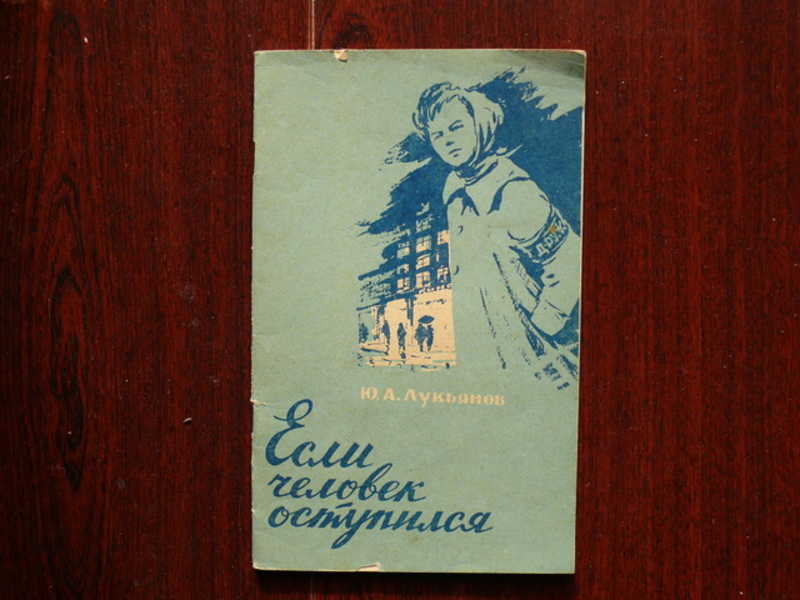 Ю. А. Лукьянов
Если
человек
оступился